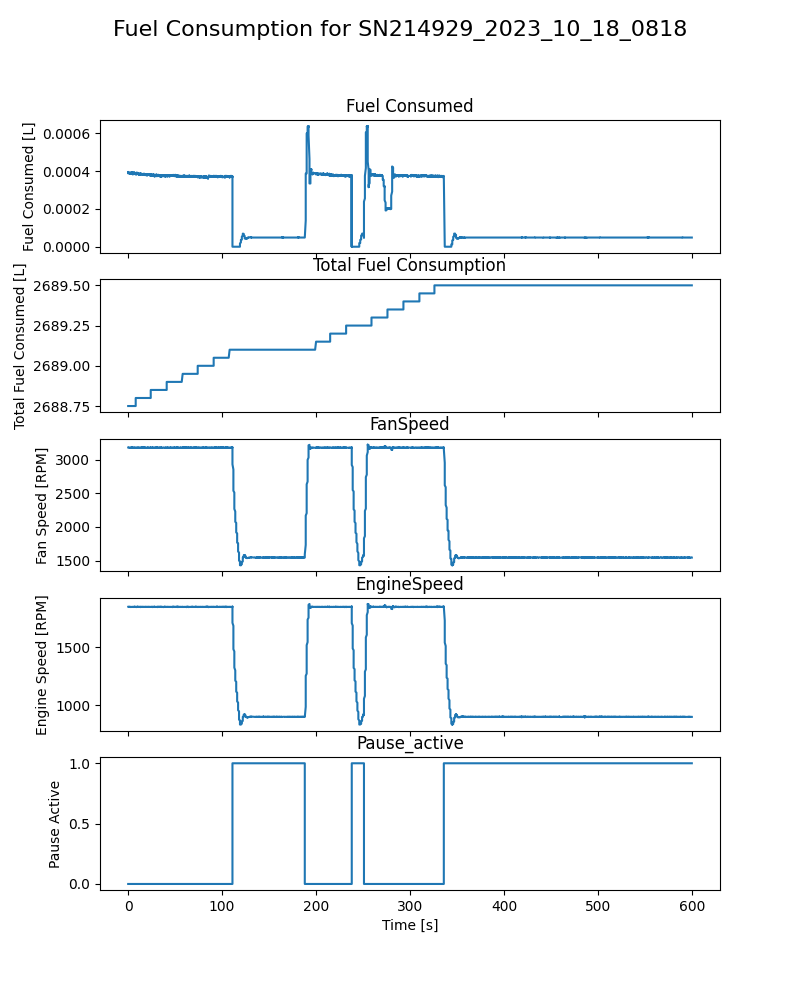 Fuel Consumption for SN214929_2023_10_18_0818
Fuel Consumed
Fuel Consumed [L]
0.0006
0.0004
0.0002
0.0000
Total Fuel Consumption
Total Fuel Consumed [L]
2689.50
2689.25
2689.00
2688.75
FanSpeed
Fan Speed [RPM]
3000
2500
2000
1500
EngineSpeed
Engine Speed [RPM]
1500
1000
Pause_active
Pause Active
1.0
0.5
0.0
0 100 200 300 400 500 600
Time [s]